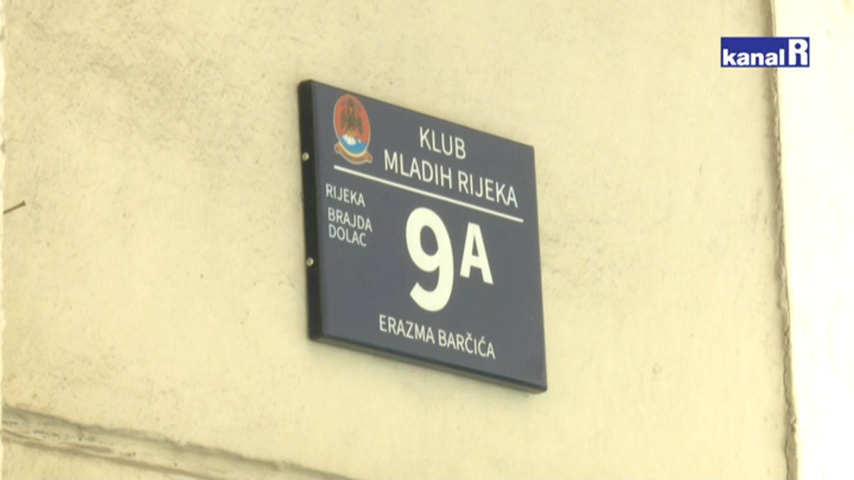 kanal R
KLUB
MLADIH RIJEKA
RIJEKA
BRAJDA
DOLAC
9A
ERAZMA BARČIĆA